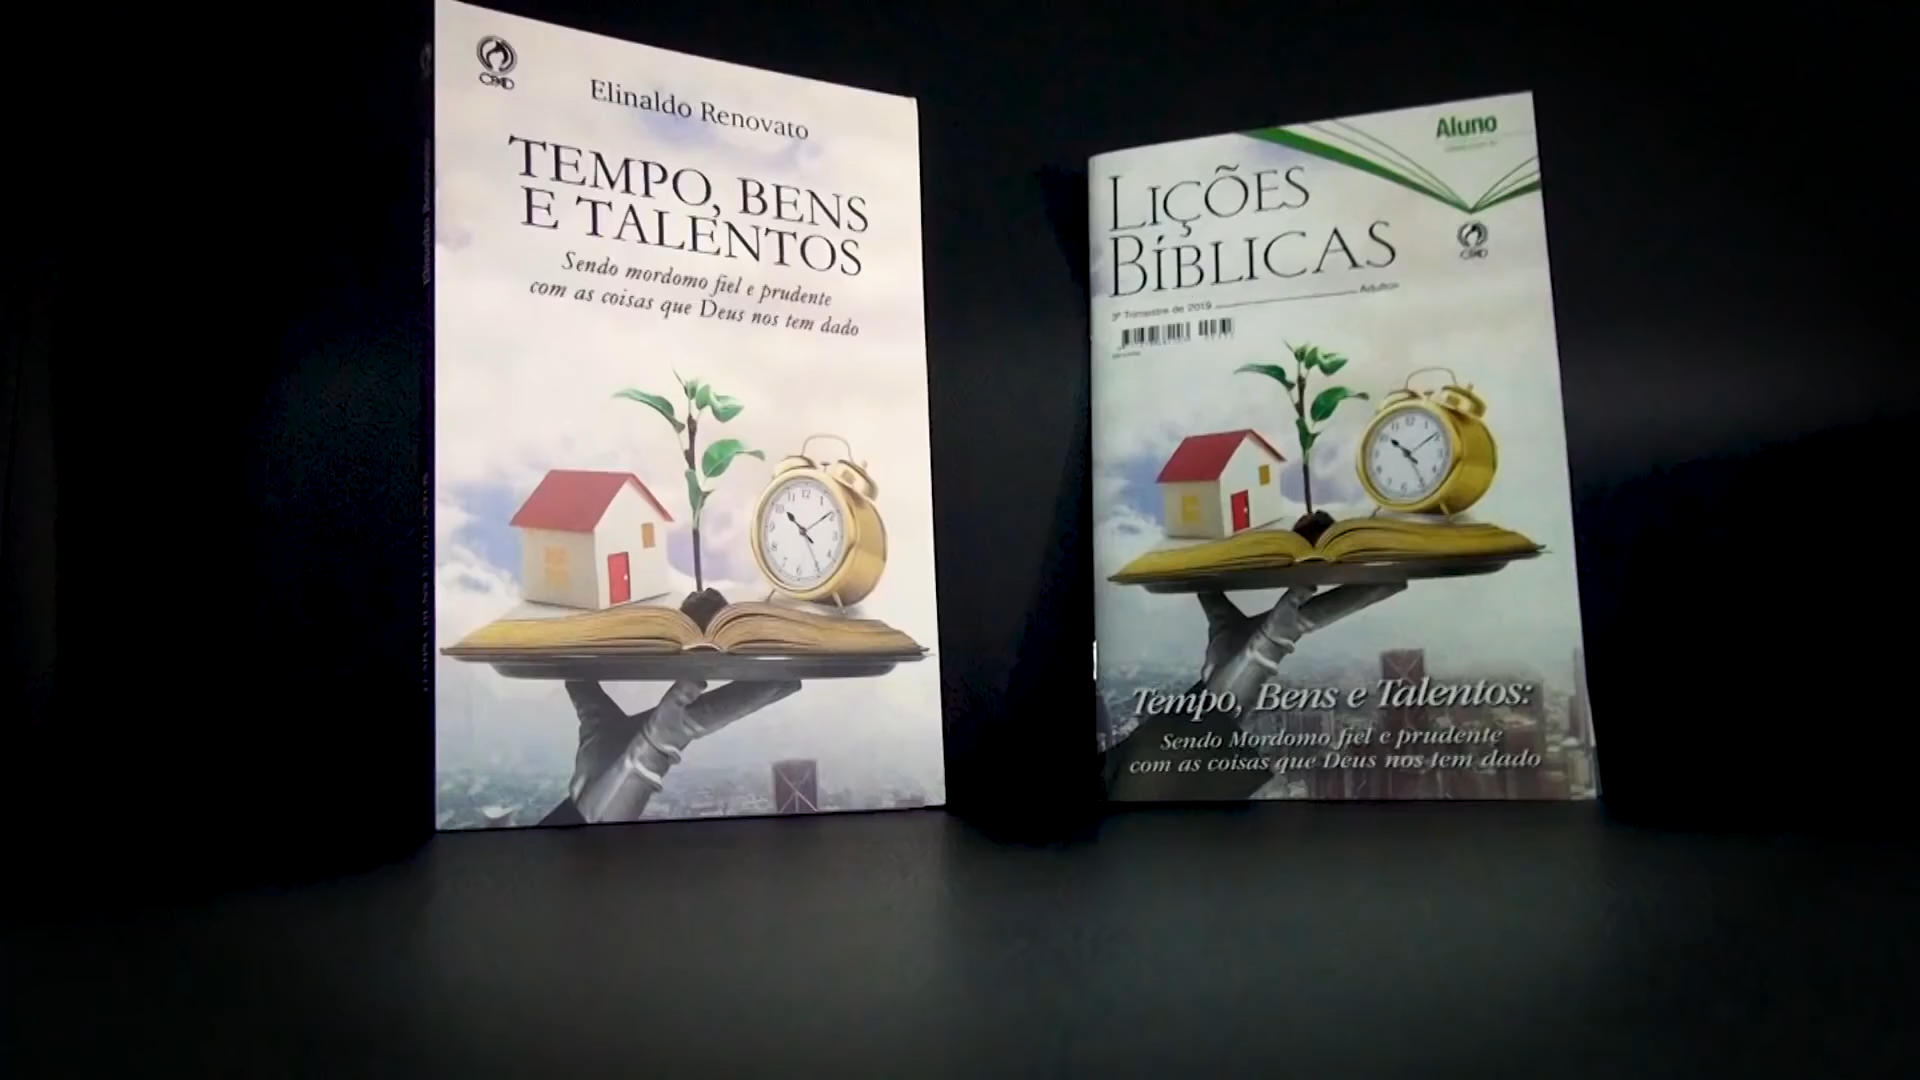 CPAD
Elinaldo Renovato
TEMPO, BENS
E TALENTOS
Sendo mordomo fiel e prudente
com as coisas que Deus nos tem dado
Elinaldo Renovato
Aluno
LIÇÕES
BÍBLICAS
CPAD
3º Trimestre de 2019 Adultos
Tempo, Bens e Talentos:
Sendo Mordomo fiel e prudente
com as coisas que Deus nos tem dado